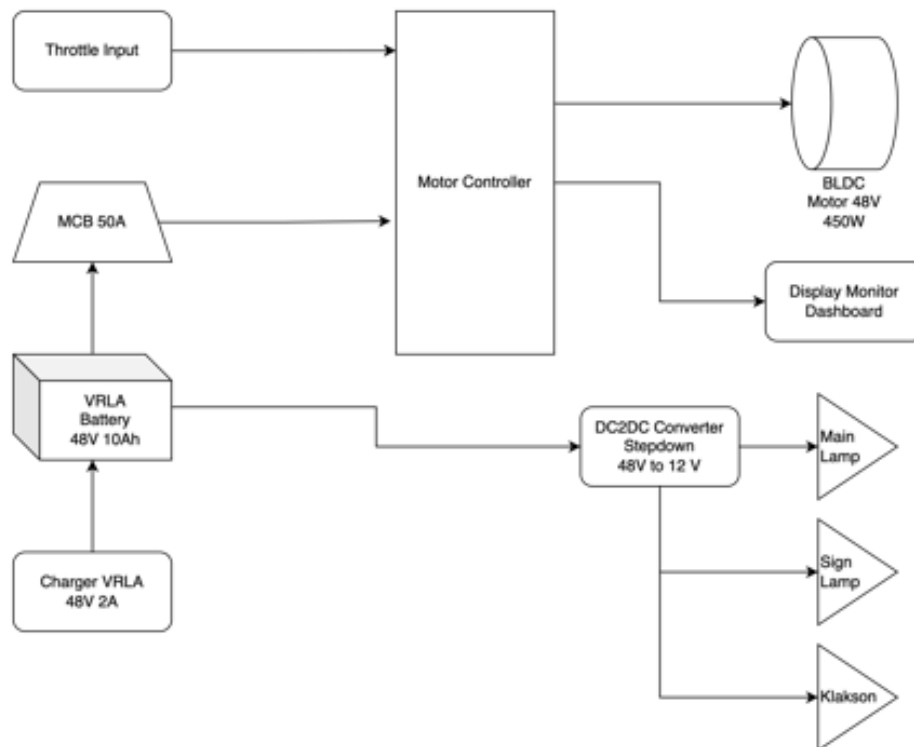 Throttle Input
Motor Controller
BLDC
Motor 48V
450W
MCB 50A
Display Monitor
Dashboard
VRLA
Battery
48V 10Ah
DC2DC Converter
Stepdown
48V to 12 V
Main
Lamp
Charger VRLA
48V 2A
Sign
Lamp
Klakson